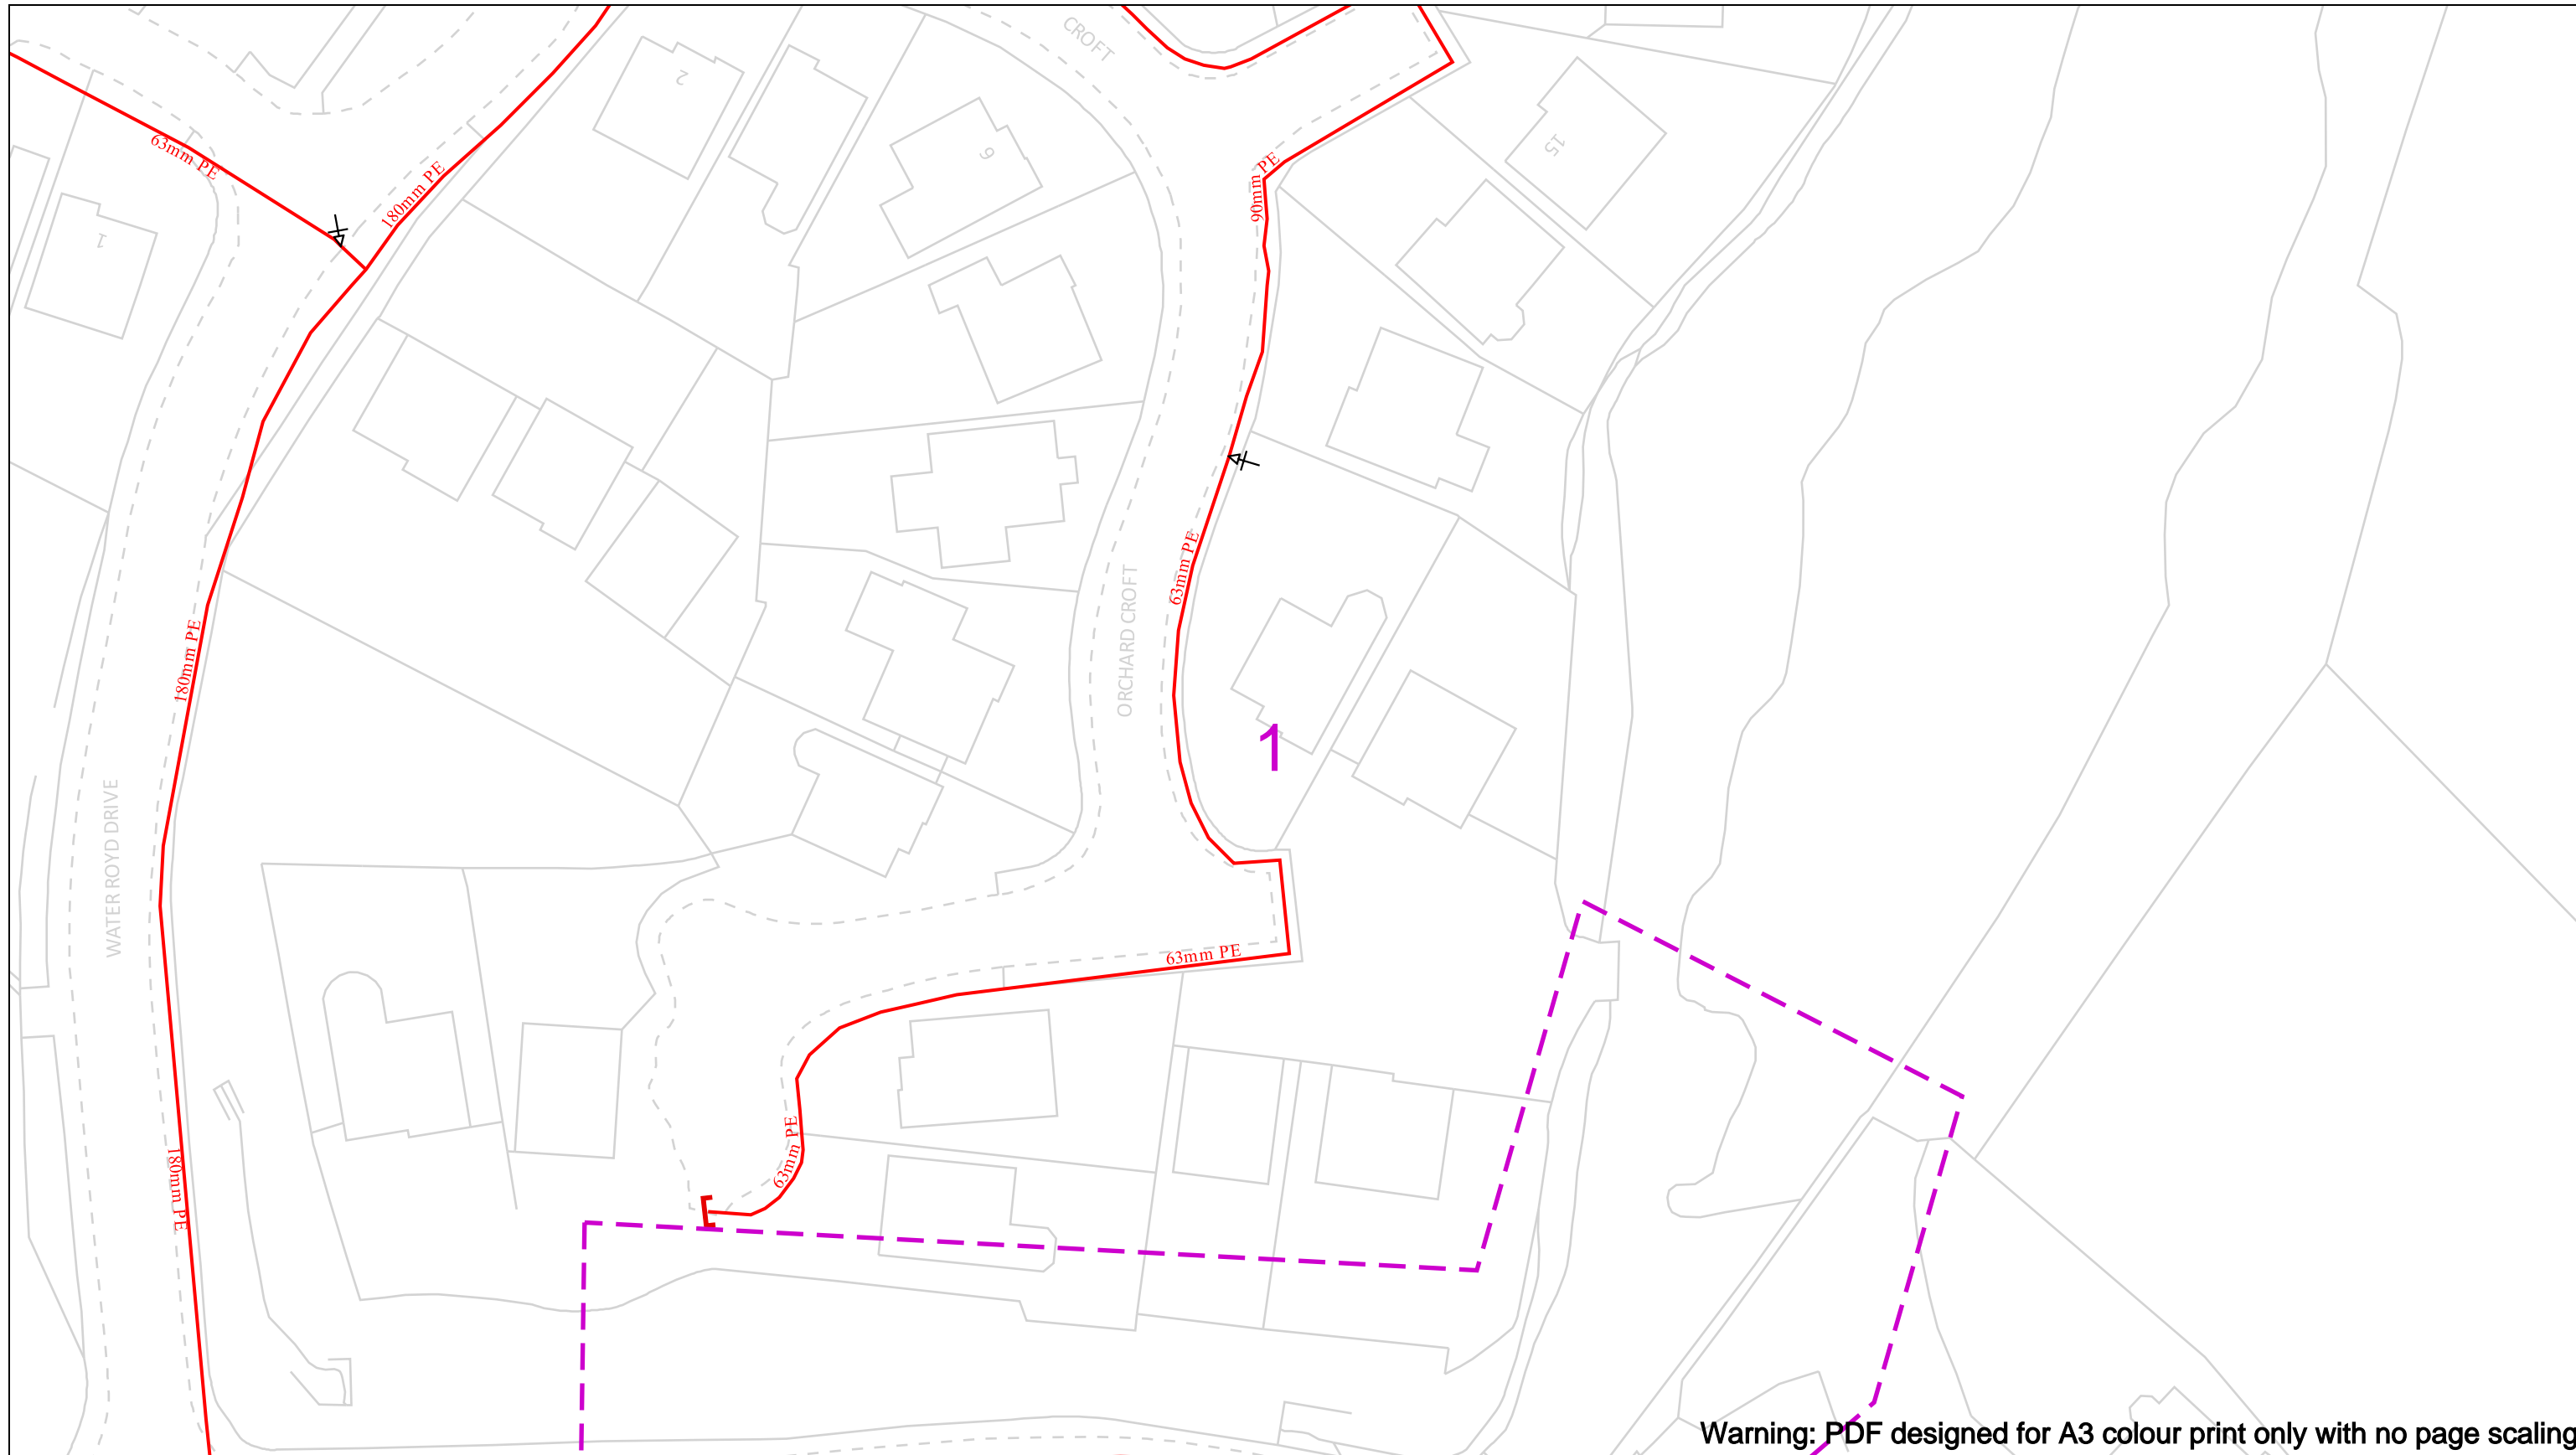 CROFT
2
63mm PE
180mm PE
1
6
90mm PE
15
63mm PE
180mm PE
ORCHARD CROFT
1
WATER ROYD DRIVE
63mm PE
63mm PE
180mm PE
Warning: PDF designed for A3 colour print only with no page scaling